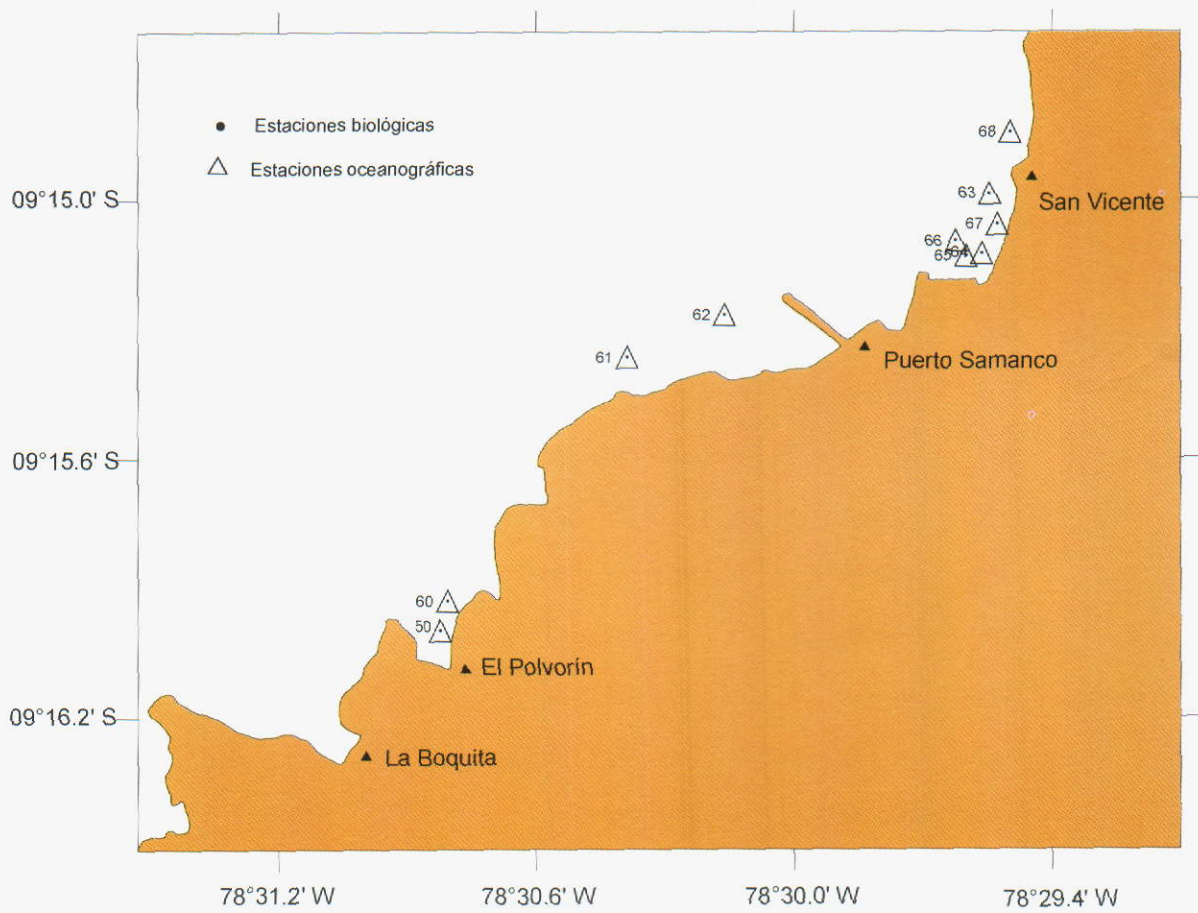 Estaciones biológicas
Estaciones oceanográficas
68
09°15.0' S
63
San Vicente
67
66
65
64
62
61
Puerto Samanco
09°15.6' S
60
50
El Polvorín
09°16.2' S
La Boquita
78°31.2' W
78°30.6' W
78°30.0' W
78°29.4' W